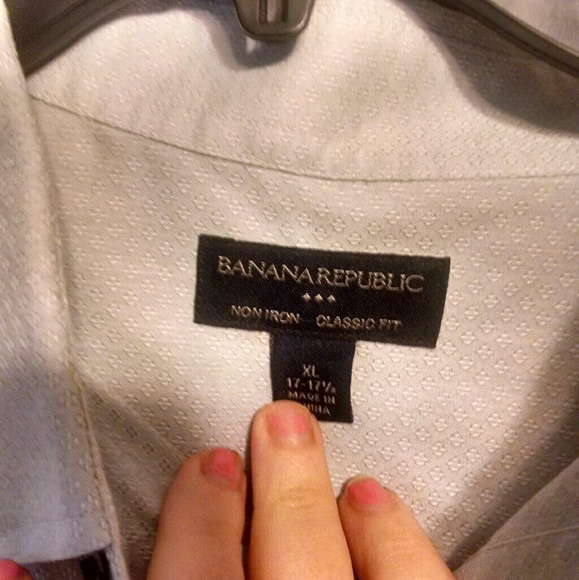 BANANA REPUBLIC
NON IRON CLASSIC FIT
XL
17-17½
MADE IN
CHINA